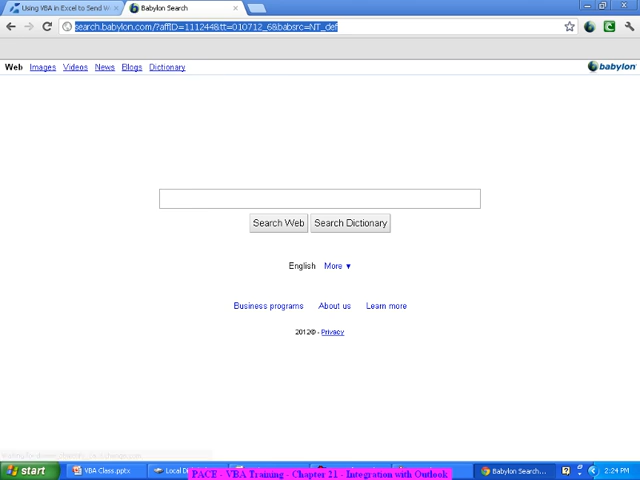 Using VBA in Excel to Send W
Babylon Search
search.babylon.com/?affID=111244&tt=010712_6&babsrc=NT_def
Web Images Videos News Blogs Dictionary
babylon
Search Web Search Dictionary
English More ▼
Business programs About us Learn more
2012© - Privacy
start
VBA Class.pptx
Local Di
PACE - VBA Training - Chapter 21 - Integration with Outlook
Babylon Search...
2:24 PM